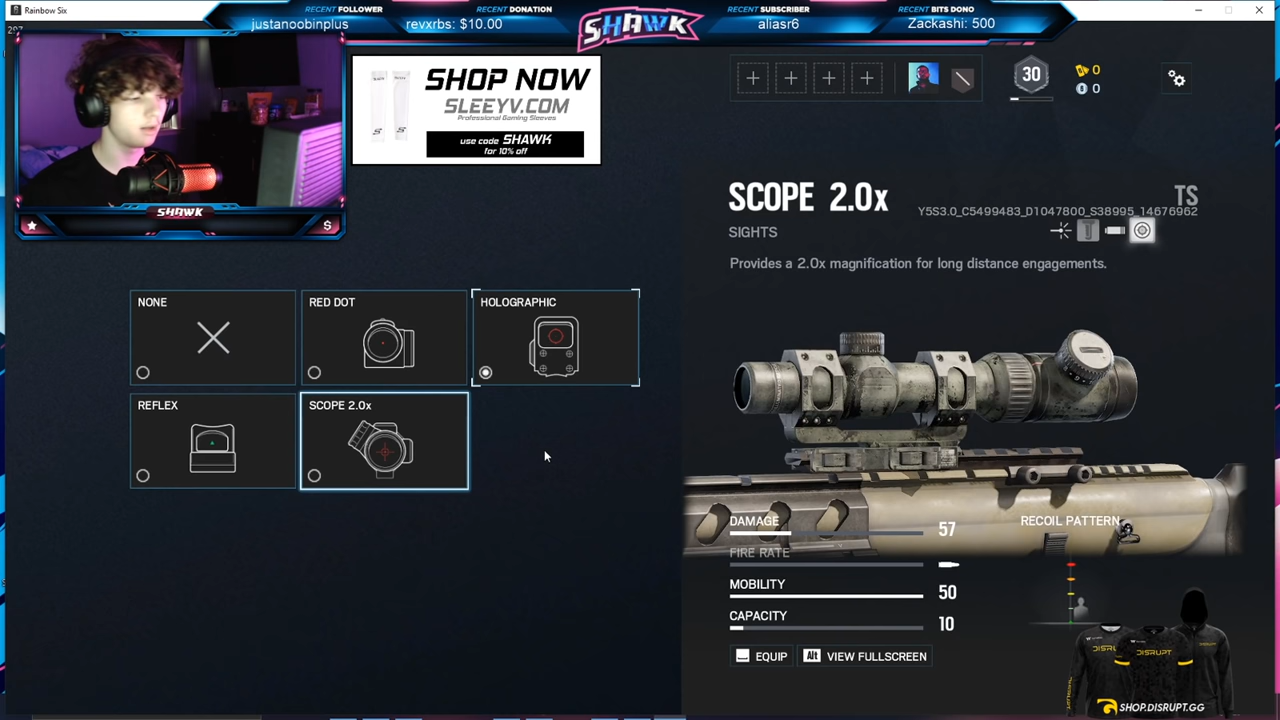 Rainbow Six
297
RECENT FOLLOWER
justanoobinplus
RECENT DONATION
revxrbs: $10.00
SHAWK
RECENT SUBSCRIBER
aliasr6
RECENT BITS DONO
Zackashi: 500
SHOP NOW
SLEEYV.COM
Professional Gaming Sleeves
use code SHAWK
for 10% off
SHAWK
$
30
0
0
SCOPE 2.0x
TS
Y5S3.0_C5499483_D1047800_S38995_14676962
SIGHTS
Provides a 2.0x magnification for long distance engagements.
NONE
RED DOT
HOLOGRAPHIC
REFLEX
SCOPE 2.0x
DAMAGE
57
RECOIL PATTERN
FIRE RATE
MOBILITY
50
CAPACITY
10
EQUIP
Alt VIEW FULLSCREEN
DISRUPT
SHOP.DISRUPT.GG